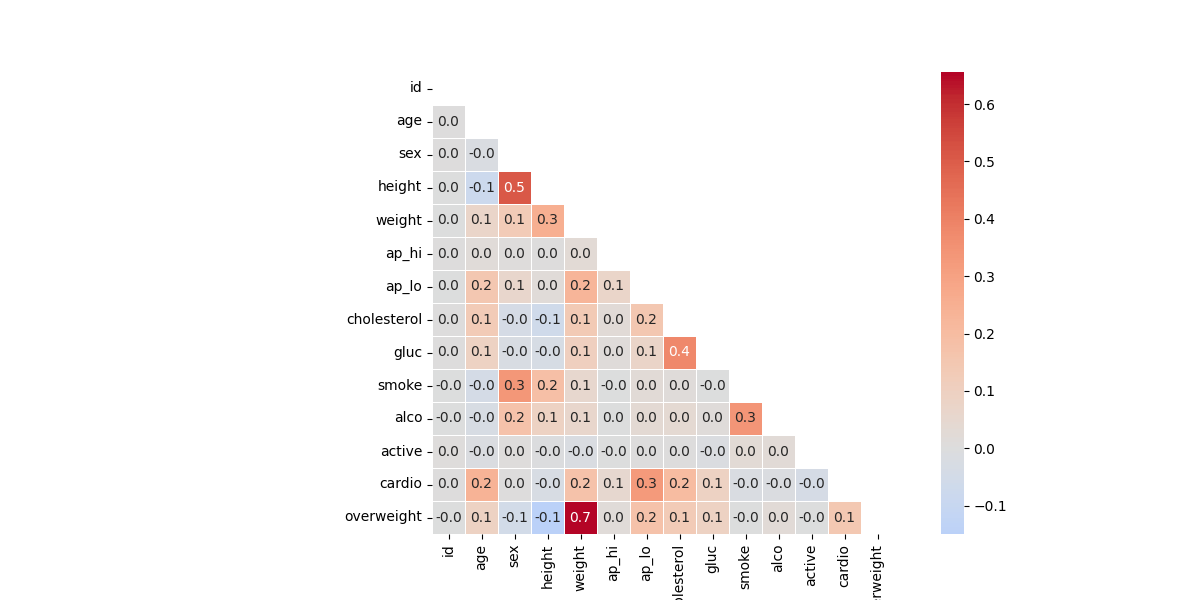 id
age 0.0
sex 0.0 -0.0
height 0.0 -0.1 0.5
weight 0.0 0.1 0.1 0.3
ap_hi 0.0 0.0 0.0 0.0 0.0
ap_lo 0.0 0.2 0.1 0.0 0.2 0.1
cholesterol 0.0 0.1 -0.0 -0.1 0.1 0.0 0.2
gluc 0.0 0.1 -0.0 -0.0 0.1 0.0 0.1 0.4
smoke -0.0 -0.0 0.3 0.2 0.1 -0.0 0.0 0.0 -0.0
alco -0.0 -0.0 0.2 0.1 0.1 0.0 0.0 0.0 0.0 0.3
active 0.0 -0.0 0.0 -0.0 -0.0 -0.0 0.0 0.0 -0.0 0.0 0.0
cardio 0.0 0.2 0.0 -0.0 0.2 0.1 0.3 0.2 0.1 -0.0 -0.0 -0.0
overweight -0.0 0.1 -0.1 -0.1 0.7 0.0 0.2 0.1 0.1 -0.0 0.0 -0.0 0.1
id age sex height weight ap_hi ap_lo olesterol gluc smoke alco active cardio erweight
0.6
0.5
0.4
0.3
0.2
0.1
0.0
−0.1